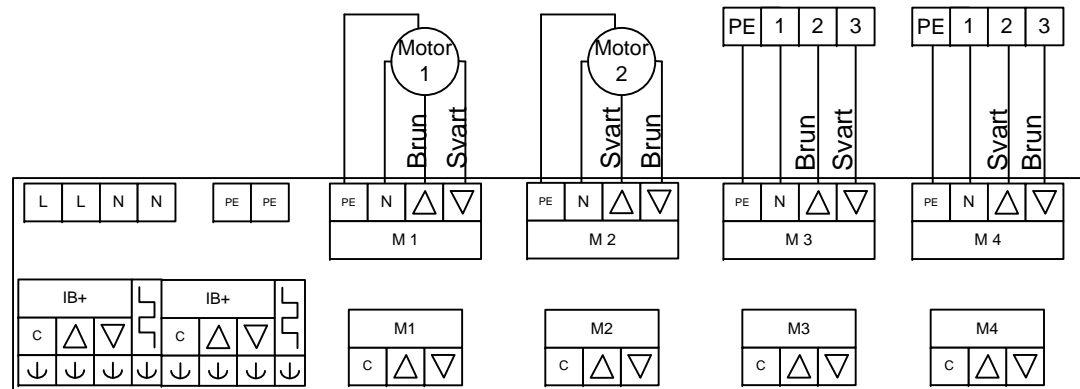 PE 1 2 3
PE 1 2 3
Motor
1
Motor
2
Brun
Svart
Svart
Brun
Brun
Svart
Svart
Brun
L L N N
PE PE
PE N
M 1
PE N
M 2
PE N
M 3
PE N
M 4
IB+
C
IB+
C
M1
C
M2
C
M3
C
M4
C